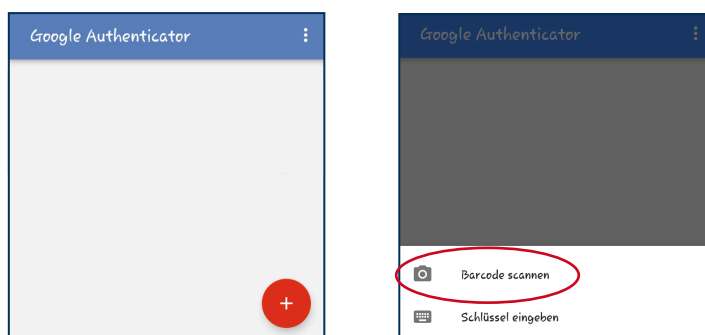 Google Authenticator
Google Authenticator
Barcode scannen
Schlüssel eingeben